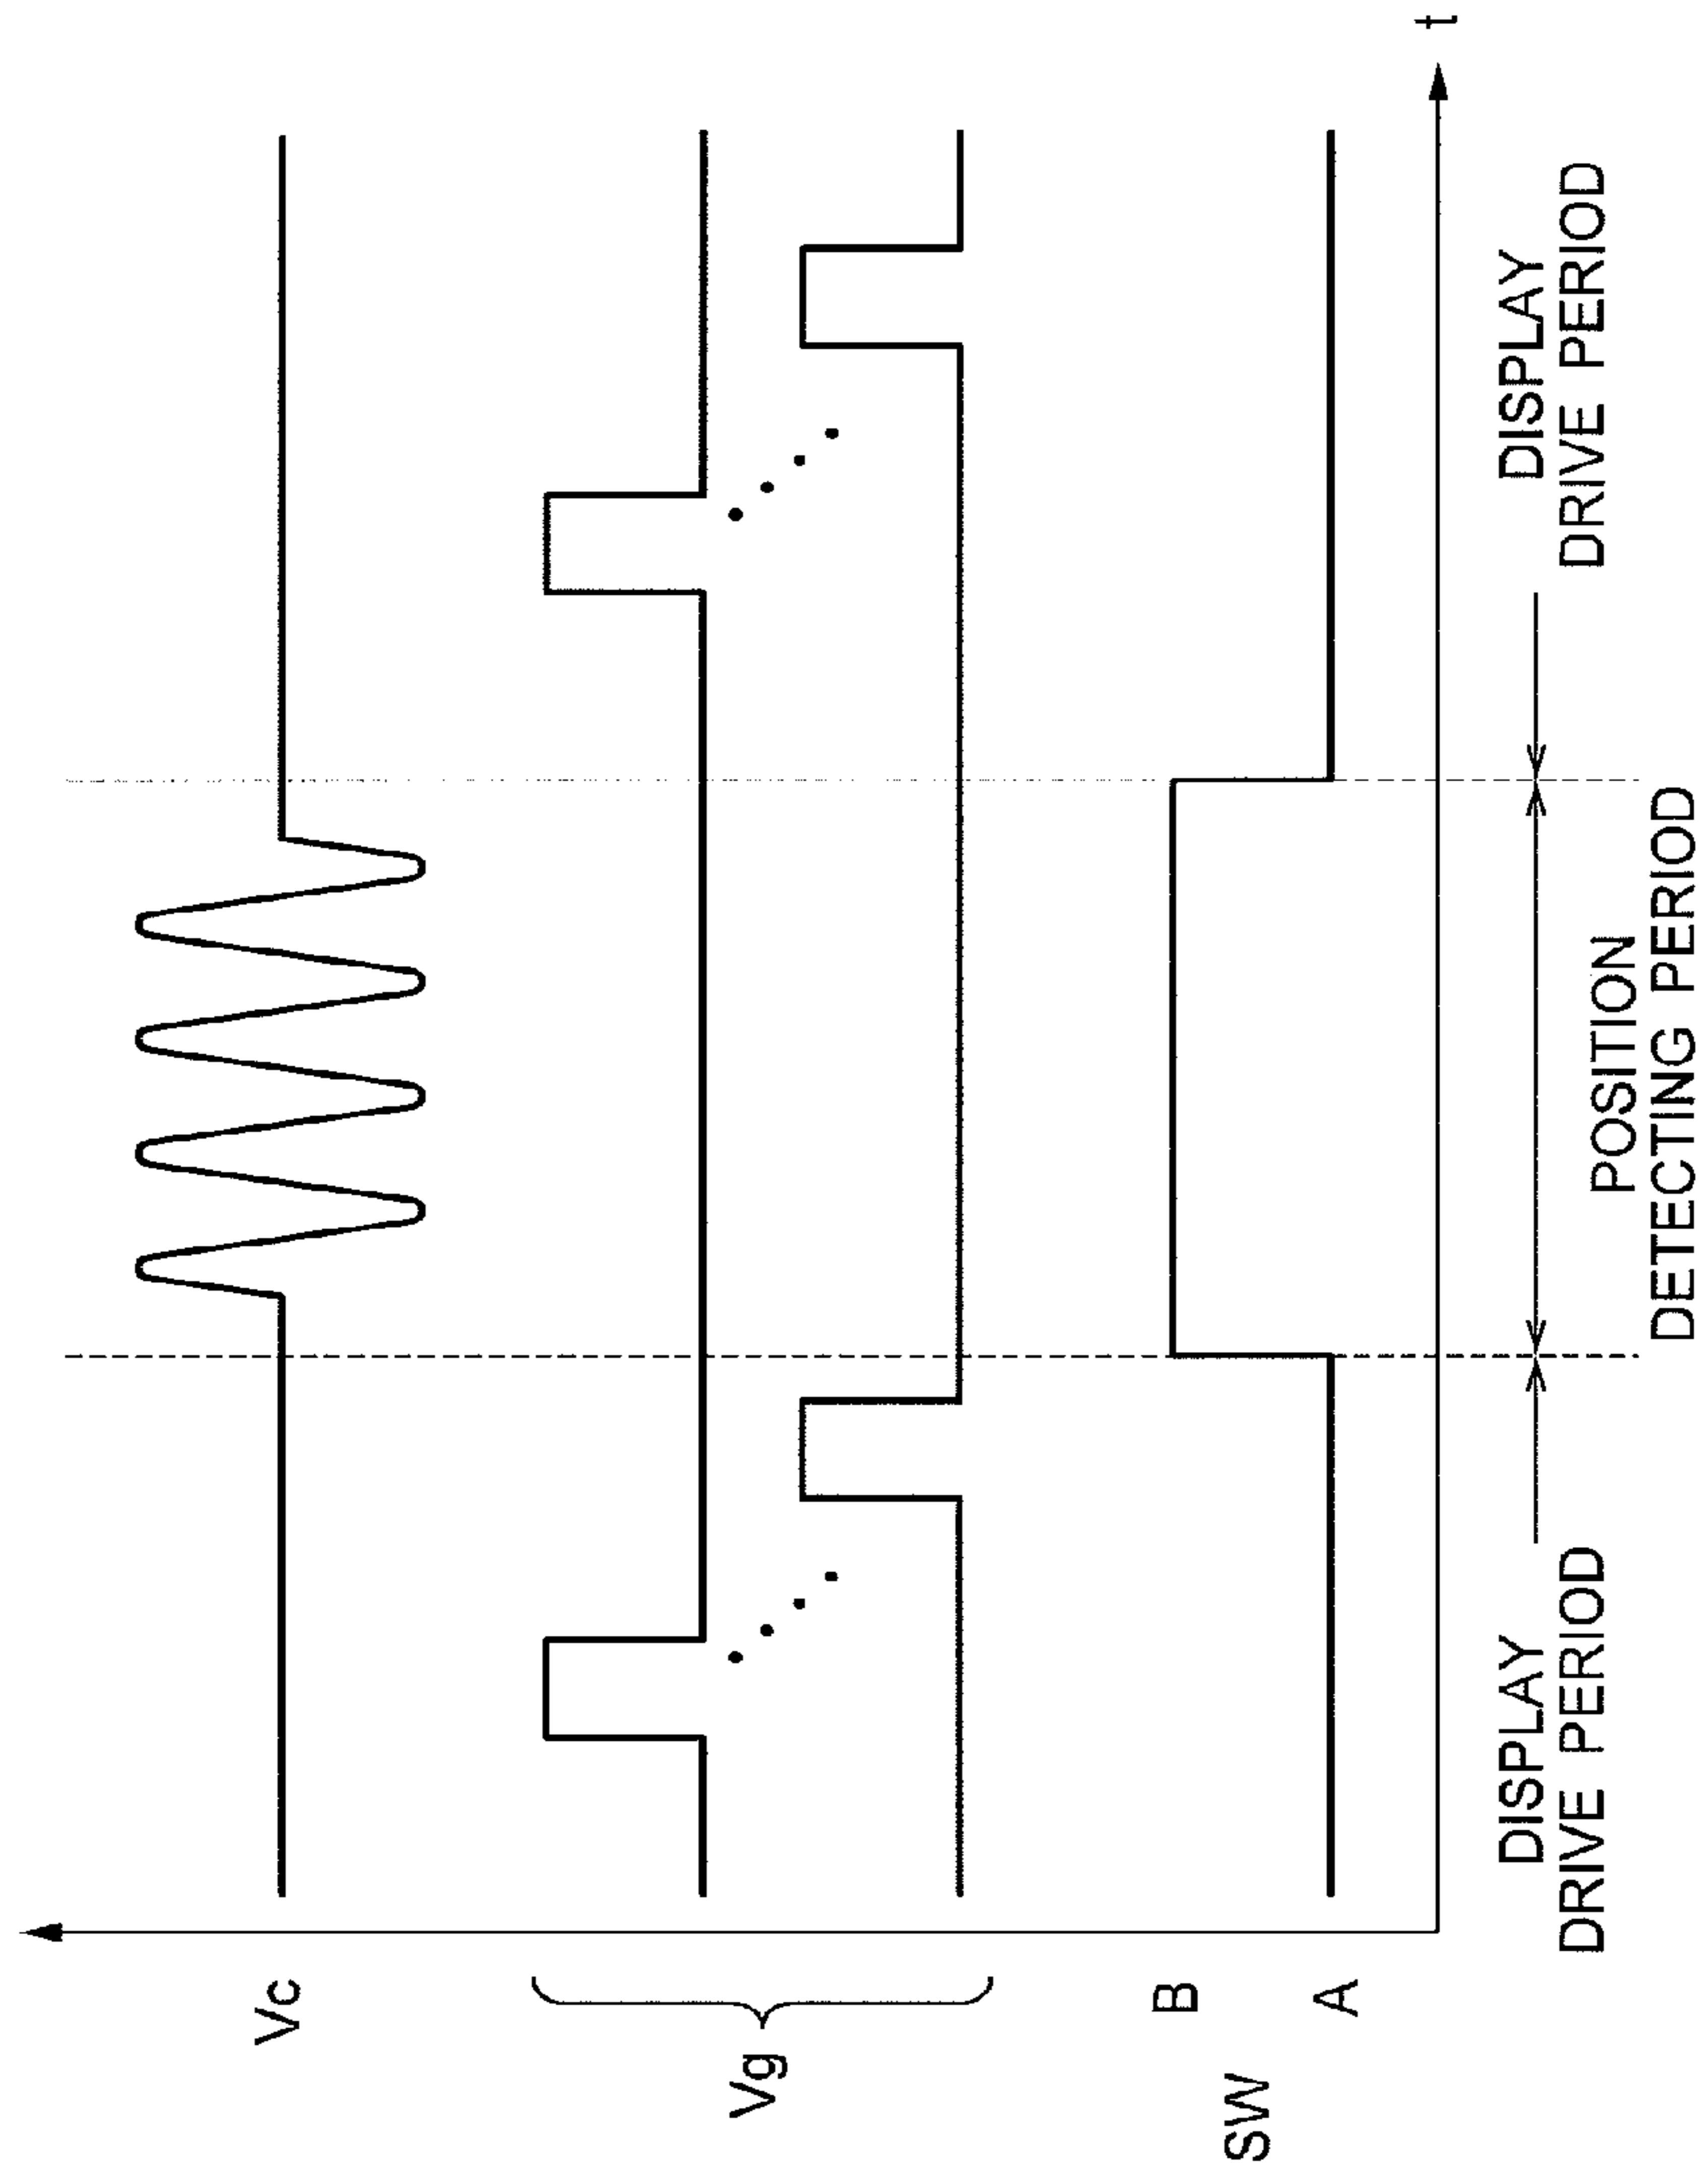 Vc
Vg
SW
B
A
t
DISPLAY
DRIVE PERIOD
POSITION
DETECTING PERIOD
DISPLAY
DRIVE PERIOD